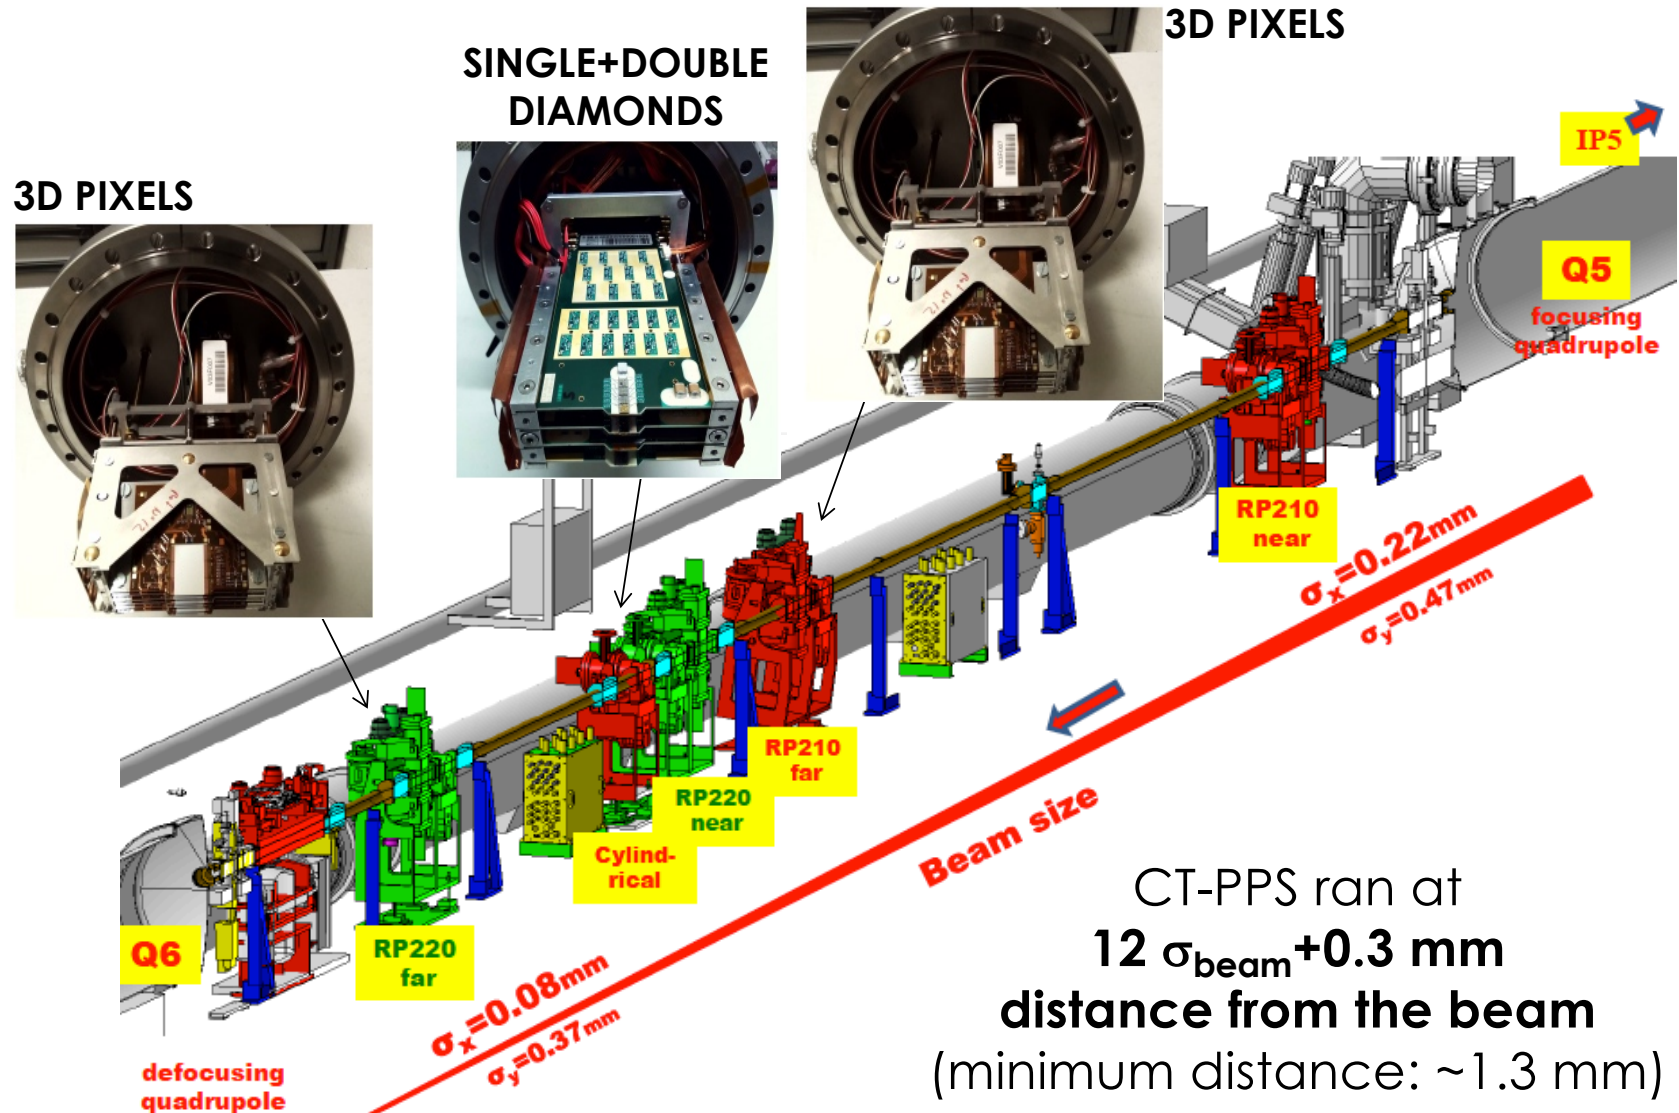 3D PIXELS
SINGLE+DOUBLE
DIAMONDS
3D PIXELS
IP5
Q5
focusing
quadrupole
RP210
near
σx=0.22mm
σy=0.47mm
RP210
far
RP220
near
Cylind-
rical
Beam size
RP220
far
Q6
defocusing
quadrupole
σx=0.08mm
σy=0.37mm
CT-PPS ran at
12 σbeam+0.3 mm
distance from the beam
(minimum distance: ~1.3 mm)